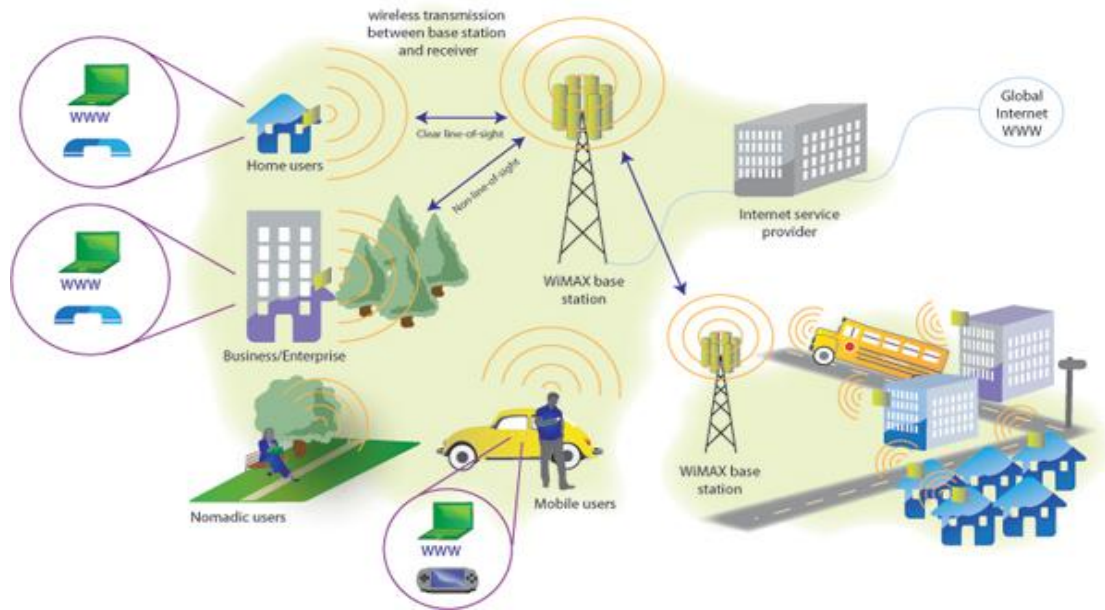 wireless transmission
between base station
and receiver
WWW
Home users
Clear line-of-sight
Non-line-of-sight
Global
Internet
WWW
Internet service
provider
WiMAX base
station
WWW
Business/Enterprise
WiMAX base
station
Nomadic users
Mobile users
WWW